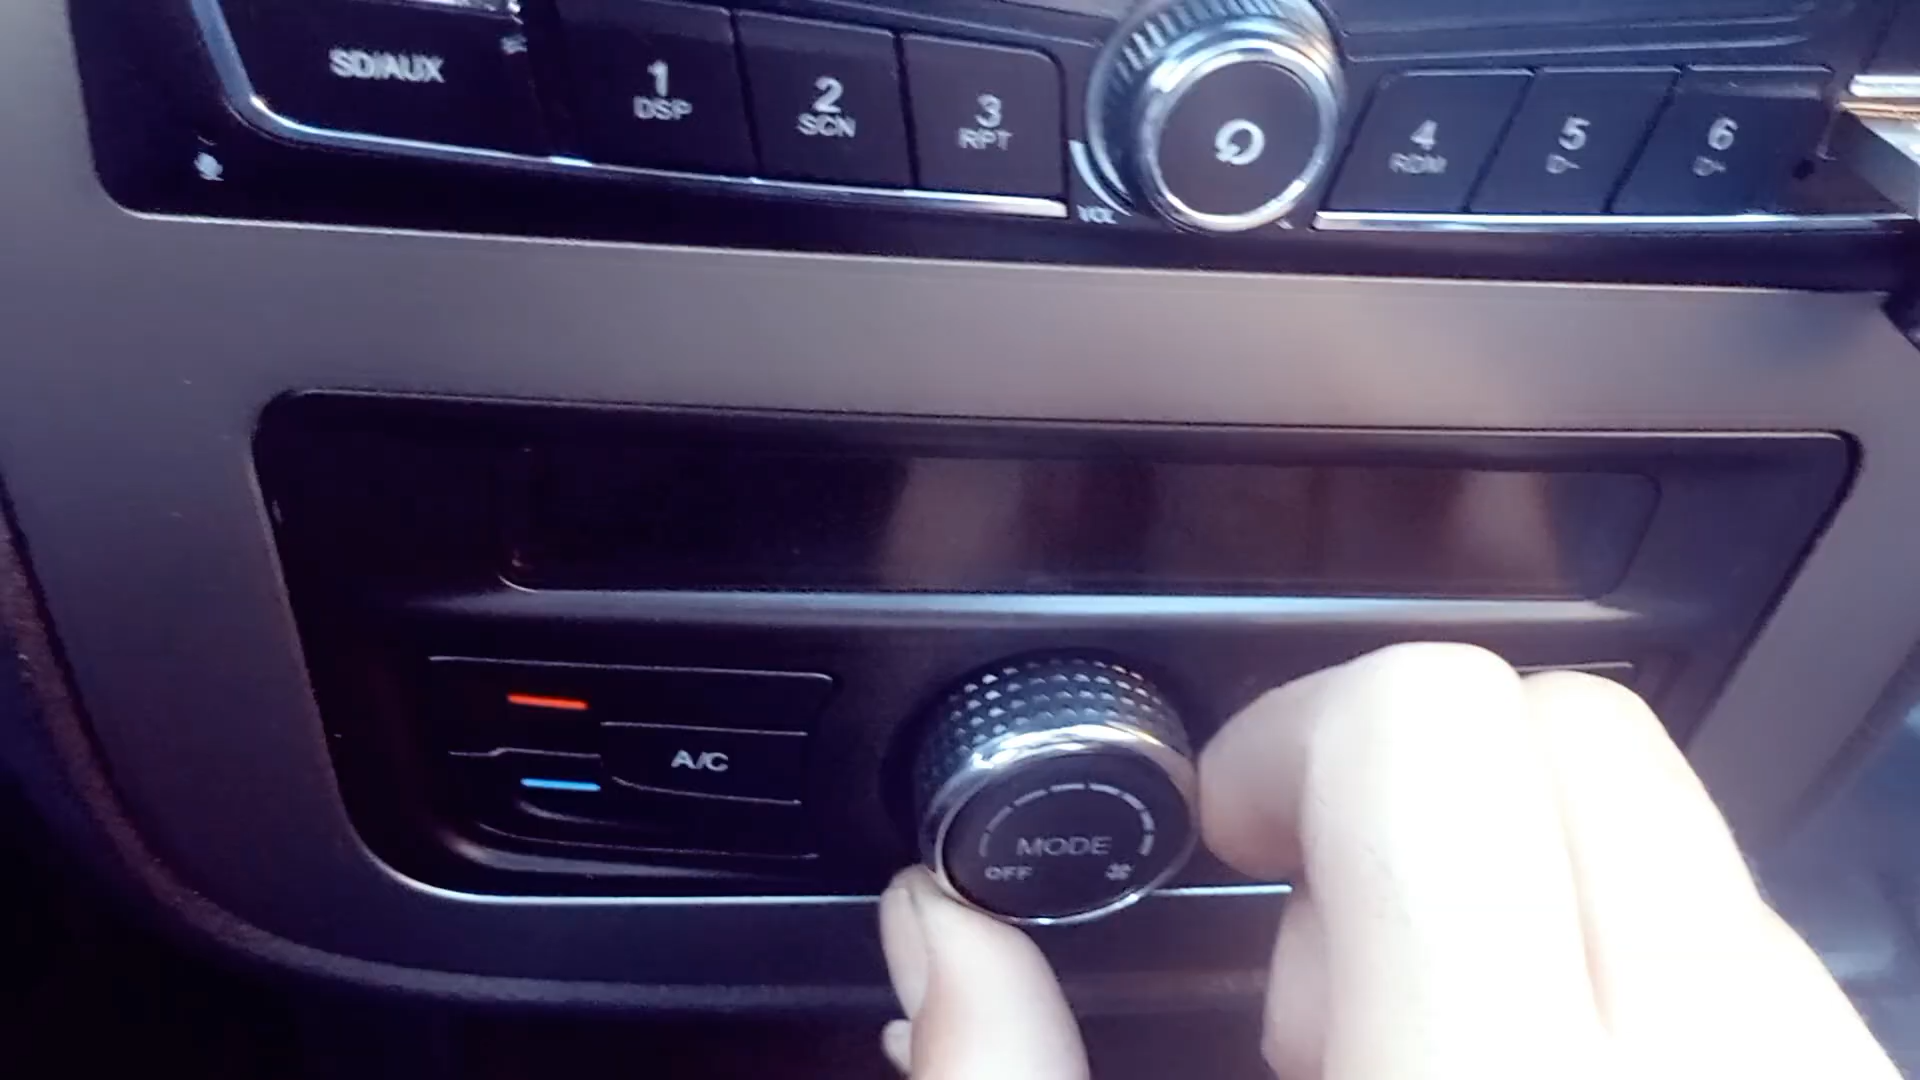 SD/AUX
1
DSP
2
SCN
3
RPT
VOL
4
RDM
5
D-
6
D+
A/C
MODE
OFF